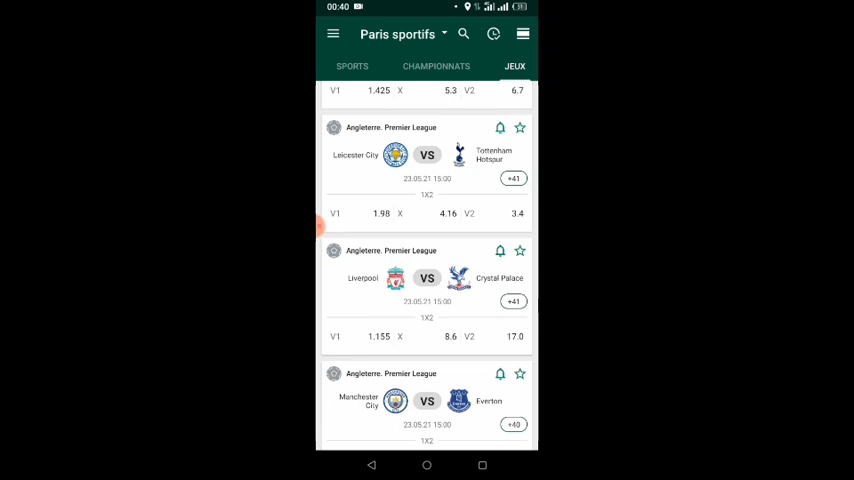 00:40
Paris sportifs
SPORTS CHAMPIONNATS JEUX
V1 1.425 X 5.3 V2 6.7
Angleterre. Premier League
Leicester City VS Tottenham Hotspur
23.05.21 15:00 +41
1X2
V1 1.98 X 4.16 V2 3.4
Angleterre. Premier League
Liverpool VS Crystal Palace
23.05.21 15:00 +41
1X2
V1 1.155 X 8.6 V2 17.0
Angleterre. Premier League
Manchester City VS Everton
23.05.21 15:00 +40
1X2